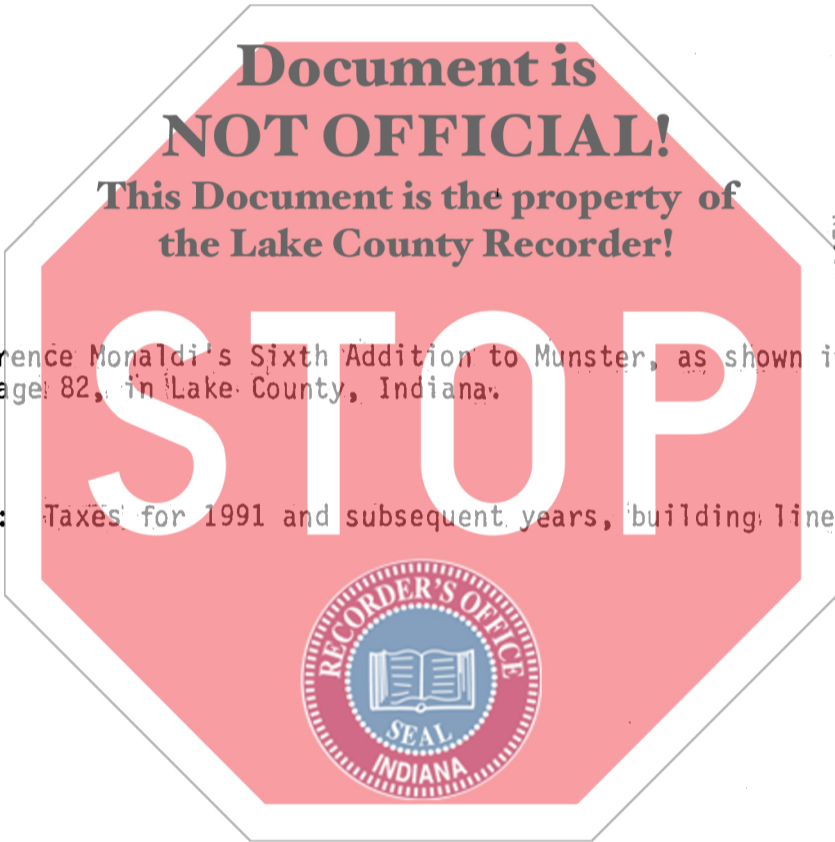 Document is
NOT OFFICIAL!
This Document is the property of
the Lake County Recorder!
STOP
rence Monaldi's Sixth Addition to Munster, as shown i
age 82, in Lake County, Indiana.
: Taxes for 1991 and subsequent years, building line
RECORDER'S OFFICE
SEAL
INDIANA